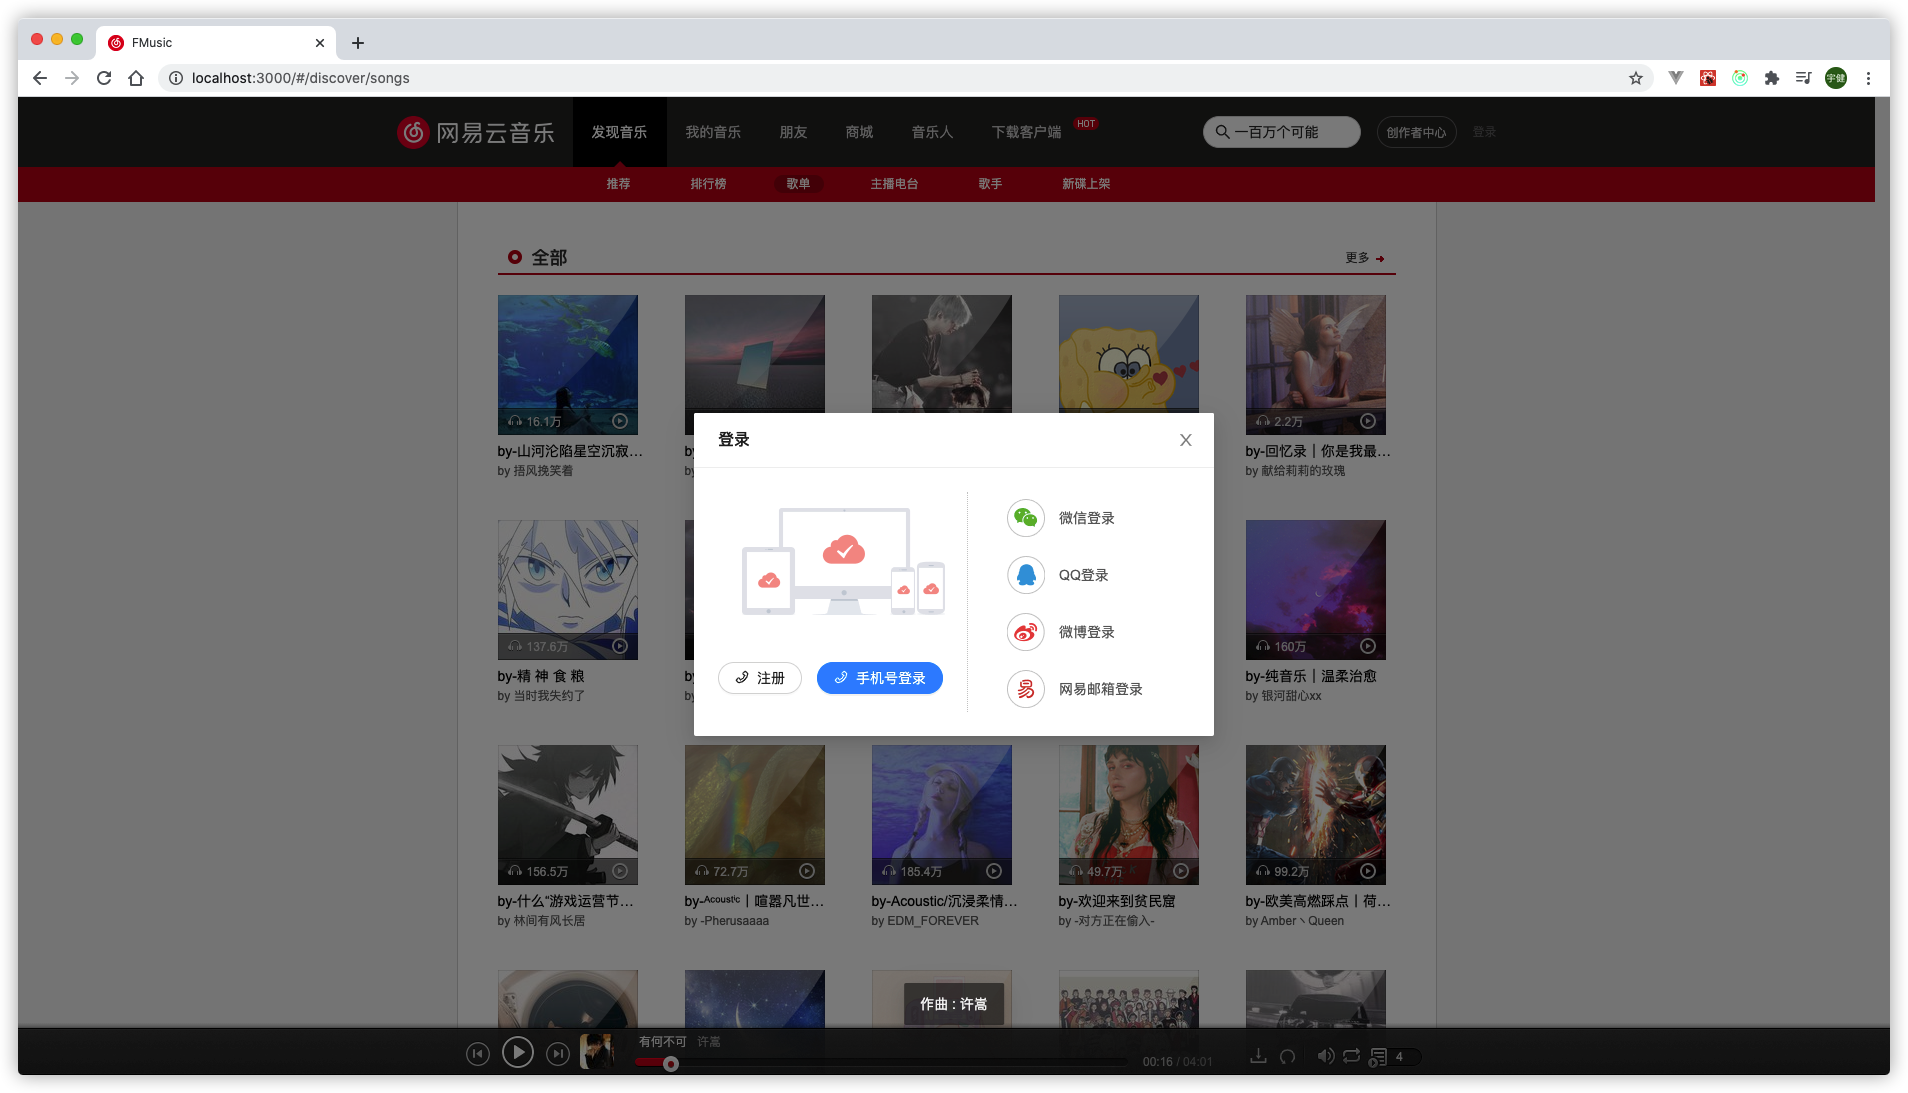 FMusic
localhost:3000/#/discover/songs
宇健
网易云音乐
发现音乐
我的音乐
朋友
商城
音乐人
下载客户端
HOT
一百万个可能
创作者中心
登录
推荐
排行榜
歌单
主播电台
歌手
新碟上架
全部
更多
16.1万
2.2万
by-山河沦陷星空沉寂...
by 捂风挽笑着
by-回忆录丨你是我最...
by 献给莉莉的玫瑰
登录
微信登录
QQ登录
微博登录
网易邮箱登录
注册
手机号登录
137.6万
160万
by-精 神 食 粮
by 当时我失约了
by-纯音乐丨温柔治愈
by 银河甜心xx
156.5万
72.7万
185.4万
49.7万
99.2万
by-什么“游戏运营节...
by-ᴬᶜᵒᵘˢᵗⁱᶜ丨喧嚣凡世...
by-Acoustic/沉浸柔情...
by-欢迎来到贫民窟
by-欧美高燃踩点丨荷...
by 林间有风长居
by -Pherusaaaa
by EDM_FOREVER
by -对方正在偷入-
by Amber丶Queen
作曲 : 许嵩
有何不可 许嵩
00:16 / 04:01
4